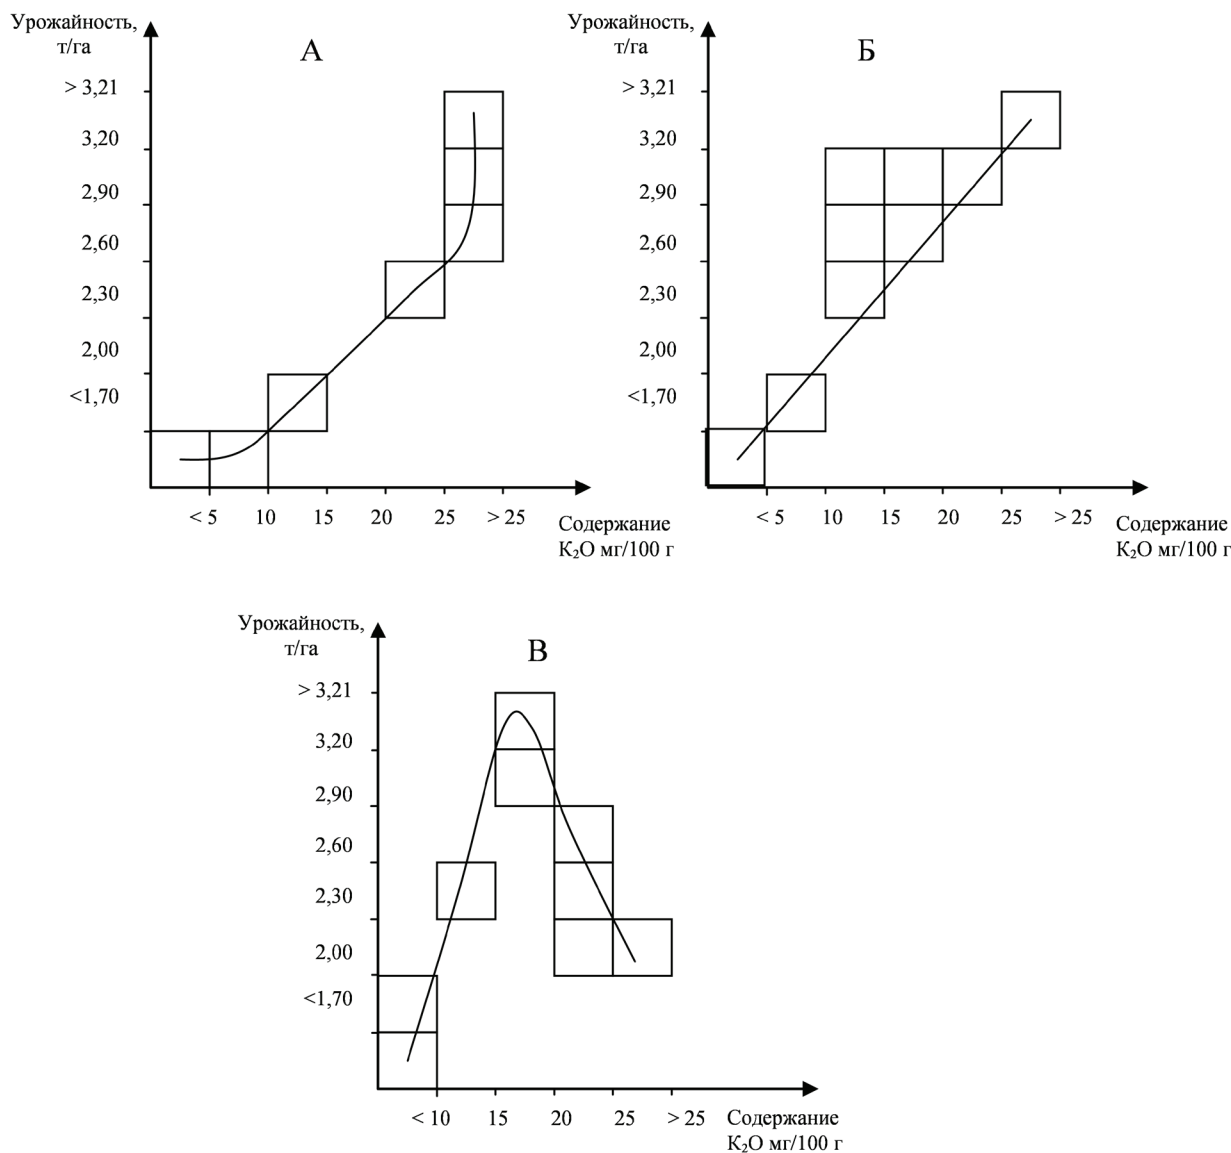 Урожайность,
т/га
А
> 3,21
3,20
2,90
2,60
2,30
2,00
<1,70
< 5 10 15 20 25 > 25
Содержание
K₂O мг/100 г
Урожайность,
т/га
Б
> 3,21
3,20
2,90
2,60
2,30
2,00
<1,70
< 5 10 15 20 25 > 25
Содержание
K₂O мг/100 г
Урожайность,
т/га
В
> 3,21
3,20
2,90
2,60
2,30
2,00
<1,70
< 10 15 20 25 > 25
Содержание
K₂O мг/100 г